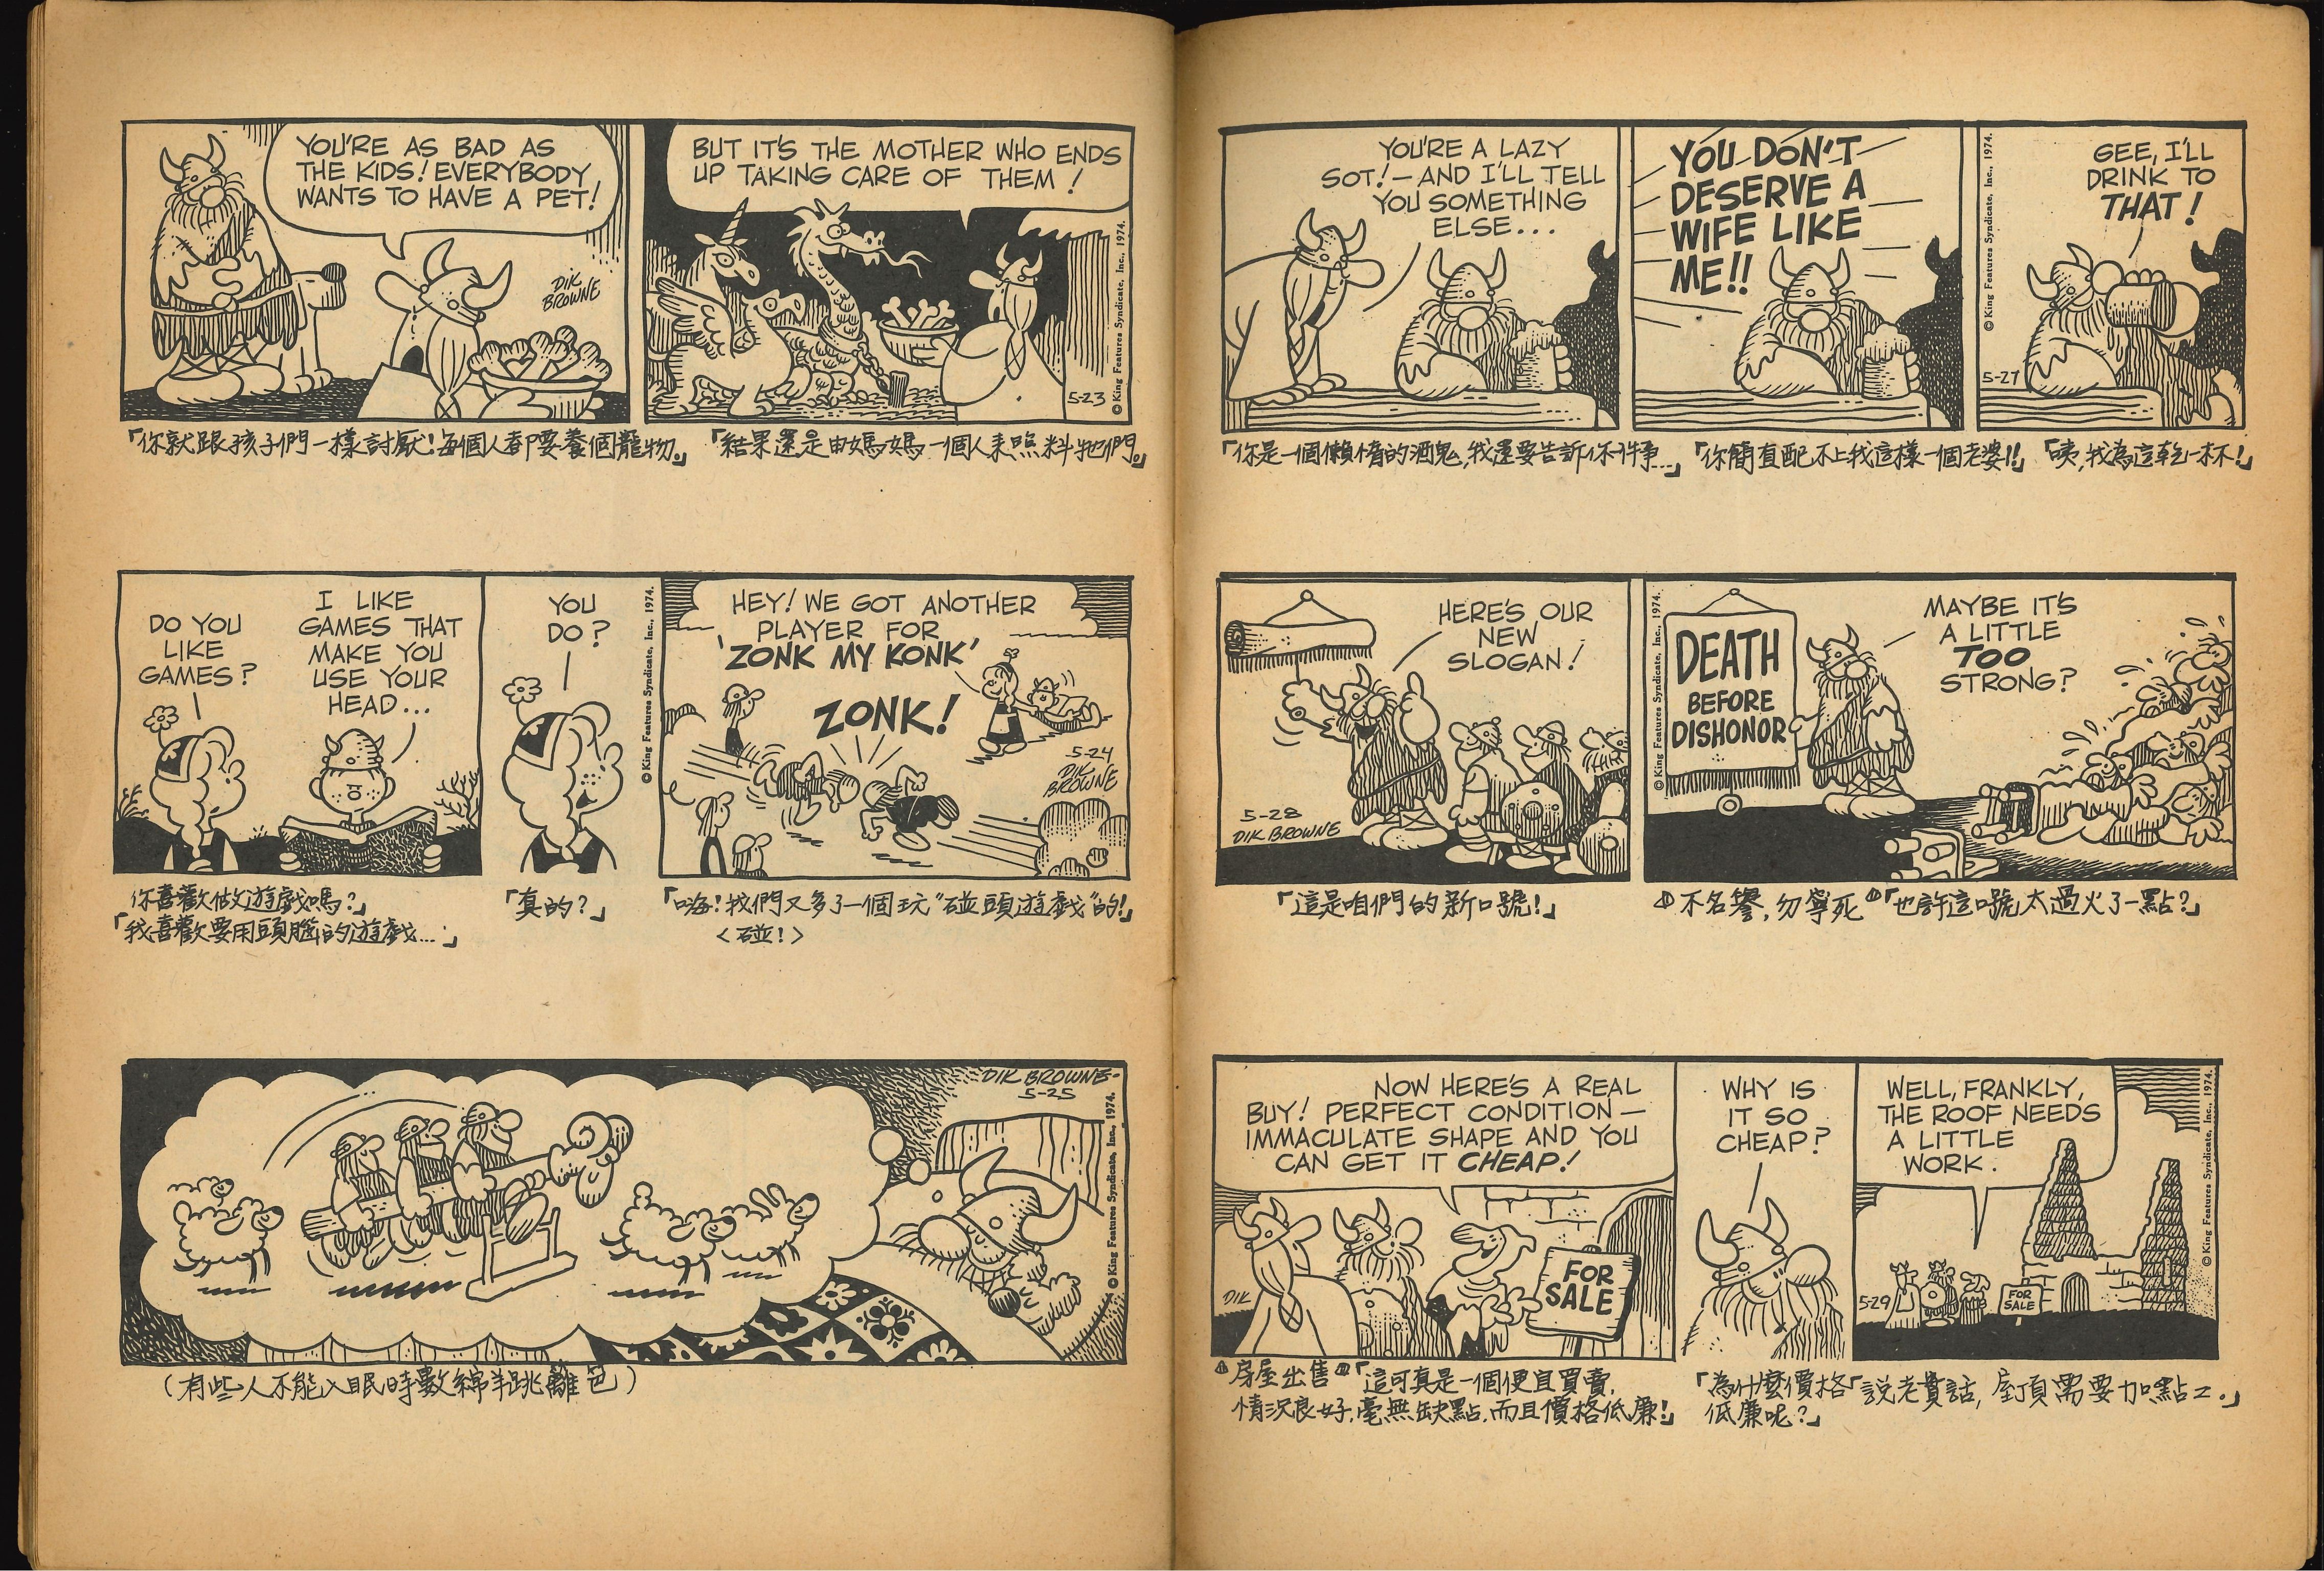 YOU'RE AS BAD AS
THE KIDS! EVERYBODY
WANTS TO HAVE A PET!
DIK
BROWNE
BUT IT'S THE MOTHER WHO ENDS
UP TAKING CARE OF THEM!
5-23
© King Features Syndicate, Inc., 1974.
「你就跟孩子們一樣討厭!每個人都要養個寵物。」
「結果還是由媽媽一個人來照料牠們。」
DO YOU
LIKE
GAMES?
I LIKE
GAMES THAT
MAKE YOU
USE YOUR
HEAD...
YOU
DO?
© King Features Syndicate, Inc., 1974.
HEY! WE GOT ANOTHER
PLAYER FOR
'ZONK MY KONK'
ZONK!
5-24
DIK
BROWNE
你喜歡做遊戲嗎?」
「我喜歡要用頭腦的遊戲...」
「真的?」
「嗨!我們又多了一個玩"碰頭遊戲"的!」
<碰!>
DIK BROWNE-
5-25
© King Features Syndicate, Inc., 1974.
(有些人不能入眠時數綿羊跳籬笆)
YOU'RE A LAZY
SOT!—AND I'LL TELL
YOU SOMETHING
ELSE...
YOU DON'T
DESERVE A
WIFE LIKE
ME!!
© King Features Syndicate, Inc., 1974.
GEE, I'LL
DRINK TO
THAT!
5-27
「你是一個懶惰的酒鬼,我還要告訴你一件事...」
「你簡直配不上我這樣一個老婆!!」
「咦,我為這乾一杯!」
HERE'S OUR
NEW
SLOGAN!
5-28
DIK BROWNE
© King Features Syndicate, Inc., 1974.
DEATH
BEFORE
DISHONOR
MAYBE IT'S
A LITTLE
TOO
STRONG?
「這是咱們的新口號!」
不名譽,勿寧死
「也許這口號太過火了一點?」
NOW HERE'S A REAL
BUY! PERFECT CONDITION—
IMMACULATE SHAPE AND YOU
CAN GET IT CHEAP!
DIK
FOR
SALE
WHY IS
IT SO
CHEAP?
WELL, FRANKLY,
THE ROOF NEEDS
A LITTLE
WORK.
5-29
FOR
SALE
© King Features Syndicate, Inc., 1974.
房屋出售
「這可真是一個便宜買賣,
情況良好,毫無缺點,而且價格低廉!」
「為什麼價格
低廉呢?」
「說老實話,屋頂需要加點工.」